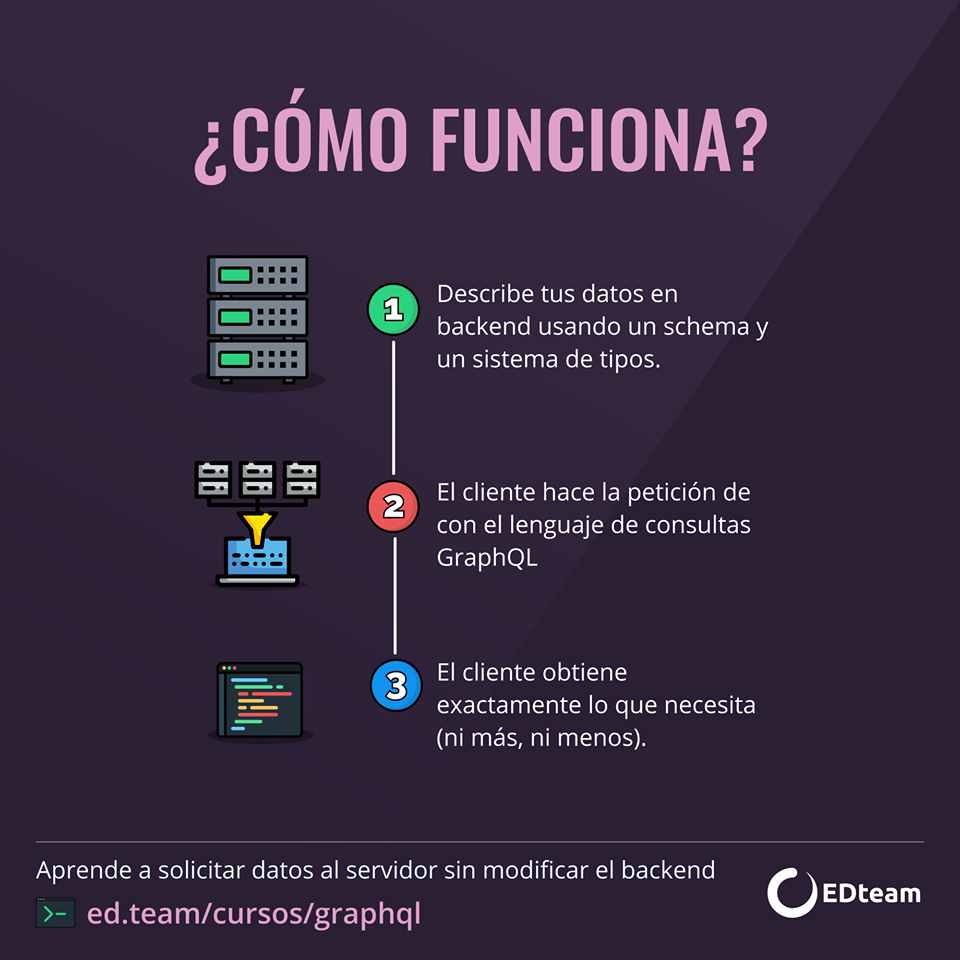 ¿CÓMO FUNCIONA?
1
Describe tus datos en
backend usando un schema y
un sistema de tipos.
2
El cliente hace la petición de
con el lenguaje de consultas
GraphQL
3
El cliente obtiene
exactamente lo que necesita
(ni más, ni menos).
Aprende a solicitar datos al servidor sin modificar el backend
ed.team/cursos/graphql
EDteam